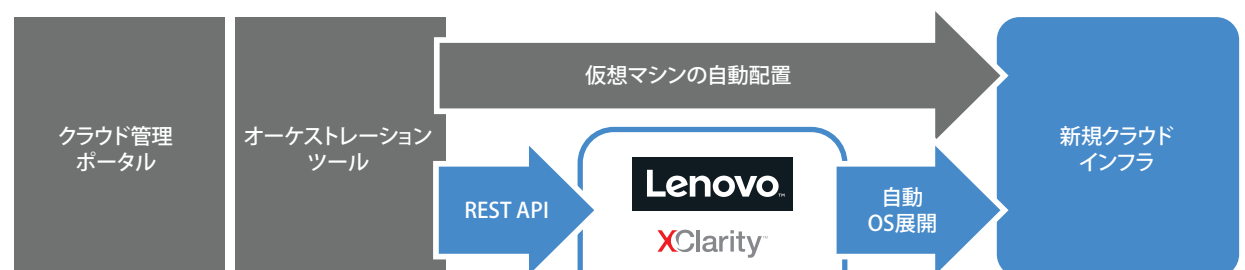 クラウド管理
ポータル
オーケストレーション
ツール
仮想マシンの自動配置
REST API
Lenovo™
XClarity™
自動
OS展開
新規クラウド
インフラ